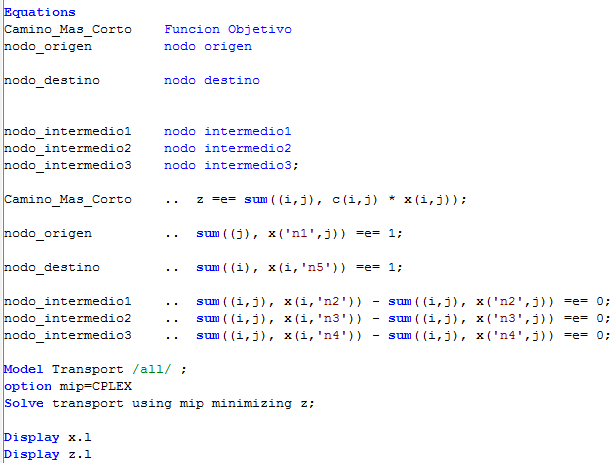 Equations
Camino_Mas_Corto    Funcion Objetivo
nodo_origen         nodo origen
nodo_destino        nodo destino
nodo_intermedio1    nodo intermedio1
nodo_intermedio2    nodo intermedio2
nodo_intermedio3    nodo intermedio3;
Camino_Mas_Corto    ..  z =e= sum((i,j), c(i,j) * x(i,j));
nodo_origen         ..  sum((j), x('n1',j)) =e= 1;
nodo_destino        ..  sum((i), x(i,'n5')) =e= 1;
nodo_intermedio1    ..  sum((i,j), x(i,'n2')) - sum((i,j), x('n2',j)) =e= 0;
nodo_intermedio2    ..  sum((i,j), x(i,'n3')) - sum((i,j), x('n3',j)) =e= 0;
nodo_intermedio3    ..  sum((i,j), x(i,'n4')) - sum((i,j), x('n4',j)) =e= 0;
Model Transport /all/ ;
option mip=CPLEX
Solve transport using mip minimizing z;
Display x.l
Display z.l